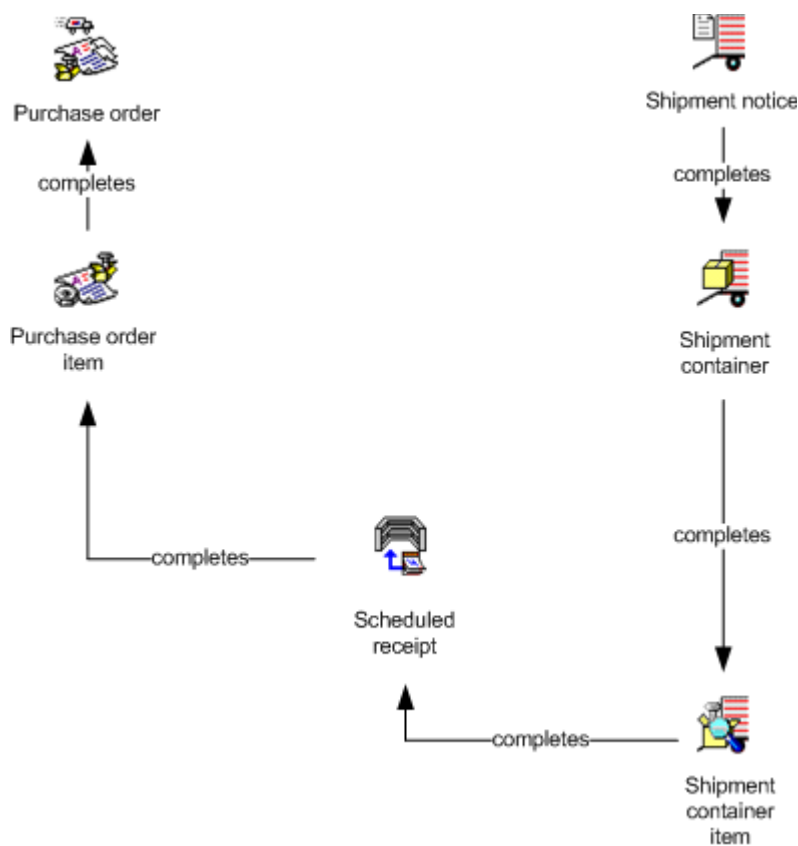 Purchase order
Shipment notice
completes
completes
Purchase order
item
Shipment
container
completes
completes
Scheduled
receipt
completes
Shipment
container
item